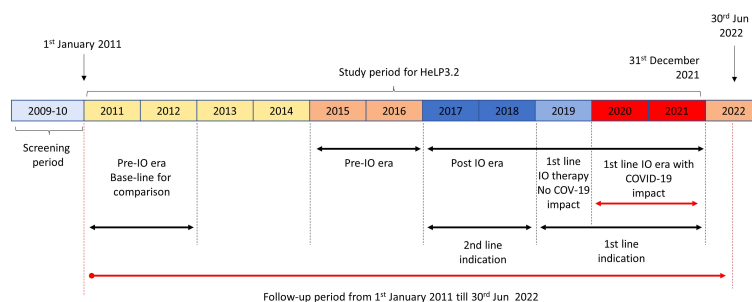 30rd Jun
2022
1st January 2011
31st December
2021
Study period for HeLP3.2
2009-10 2011 2012 2013 2014 2015 2016 2017 2018 2019 2020 2021 2022
Screening
period
Pre-IO era
Base-line for
comparison
Pre-IO era
Post IO era
1st line
IO therapy
No COV-19
impact
1st line IO era with
COVID-19
impact
2nd line
indication
1st line
indication
Follow-up period from 1st January 2011 till 30rd Jun 2022